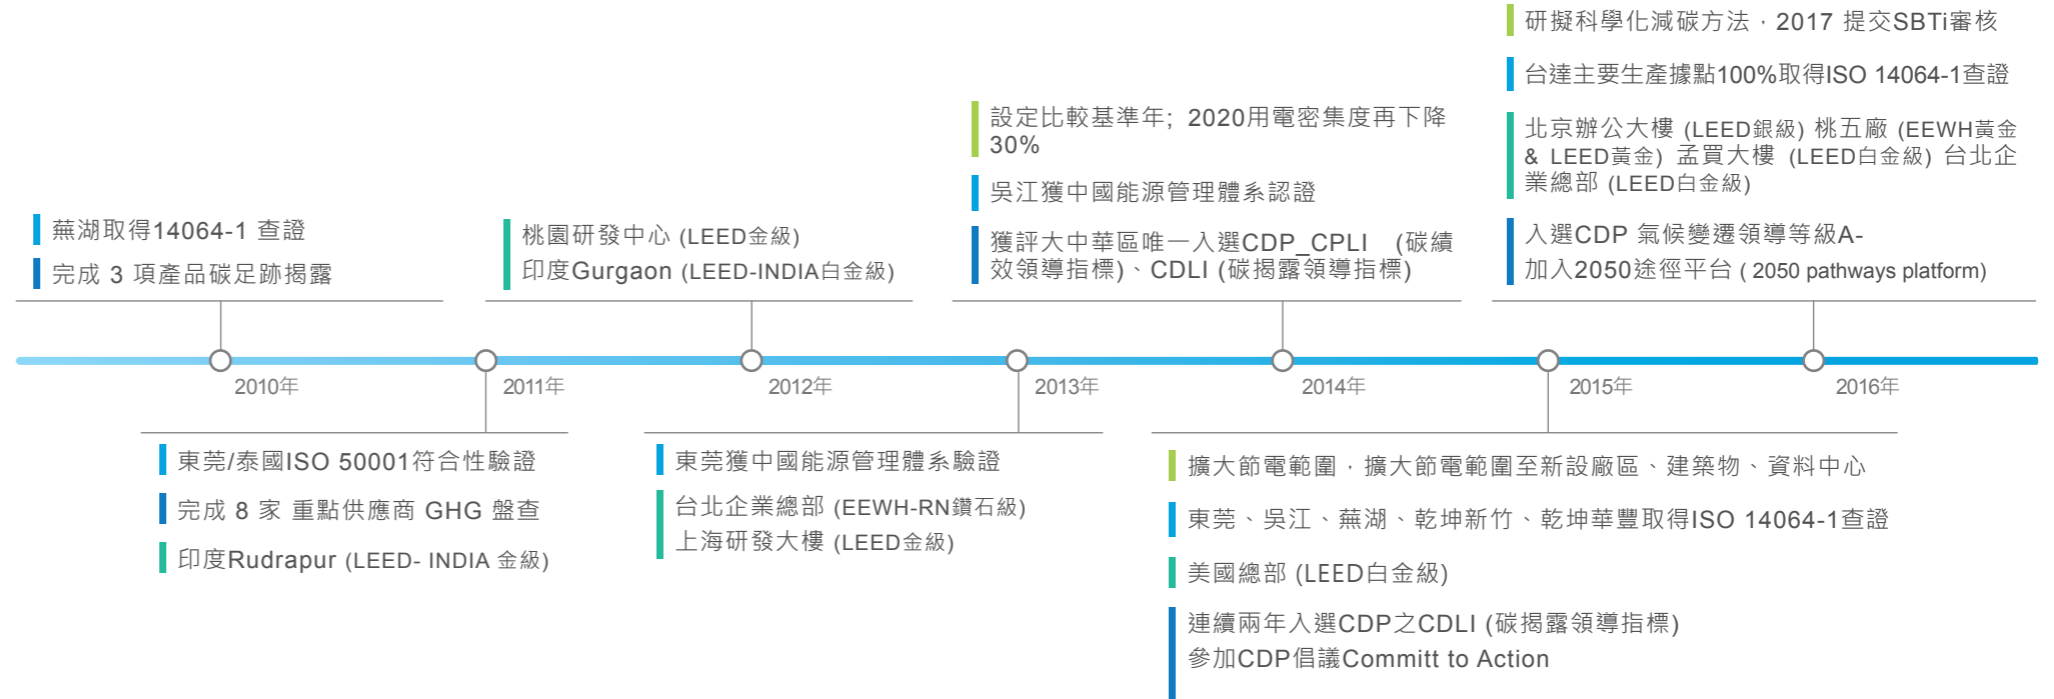 研擬科學化減碳方法，2017 提交SBTi審核
台達主要生產據點100%取得ISO 14064-1查證
北京辦公大樓 (LEED銀級) 桃五廠 (EEWH黃金
& LEED黃金) 孟買大樓 (LEED白金級) 台北企
業總部 (LEED白金級)
入選CDP 氣候變遷領導等級A-
加入2050途徑平台 ( 2050 pathways platform)
設定比較基準年; 2020用電密集度再下降
30%
吳江獲中國能源管理體系認證
獲評大中華區唯一入選CDP_CPLI (碳績
效領導指標)、CDLI (碳揭露領導指標)
桃園研發中心 (LEED金級)
印度Gurgaon (LEED-INDIA白金級)
蕪湖取得14064-1 查證
完成 3 項產品碳足跡揭露
2010年
2011年
2012年
2013年
2014年
2015年
2016年
東莞/泰國ISO 50001符合性驗證
完成 8 家 重點供應商 GHG 盤查
印度Rudrapur (LEED- INDIA 金級)
東莞獲中國能源管理體系驗證
台北企業總部 (EEWH-RN鑽石級)
上海研發大樓 (LEED金級)
擴大節電範圍，擴大節電範圍至新設廠區、建築物、資料中心
東莞、吳江、蕪湖、乾坤新竹、乾坤華豐取得ISO 14064-1查證
美國總部 (LEED白金級)
連續兩年入選CDP之CDLI (碳揭露領導指標)
參加CDP倡議Committ to Action